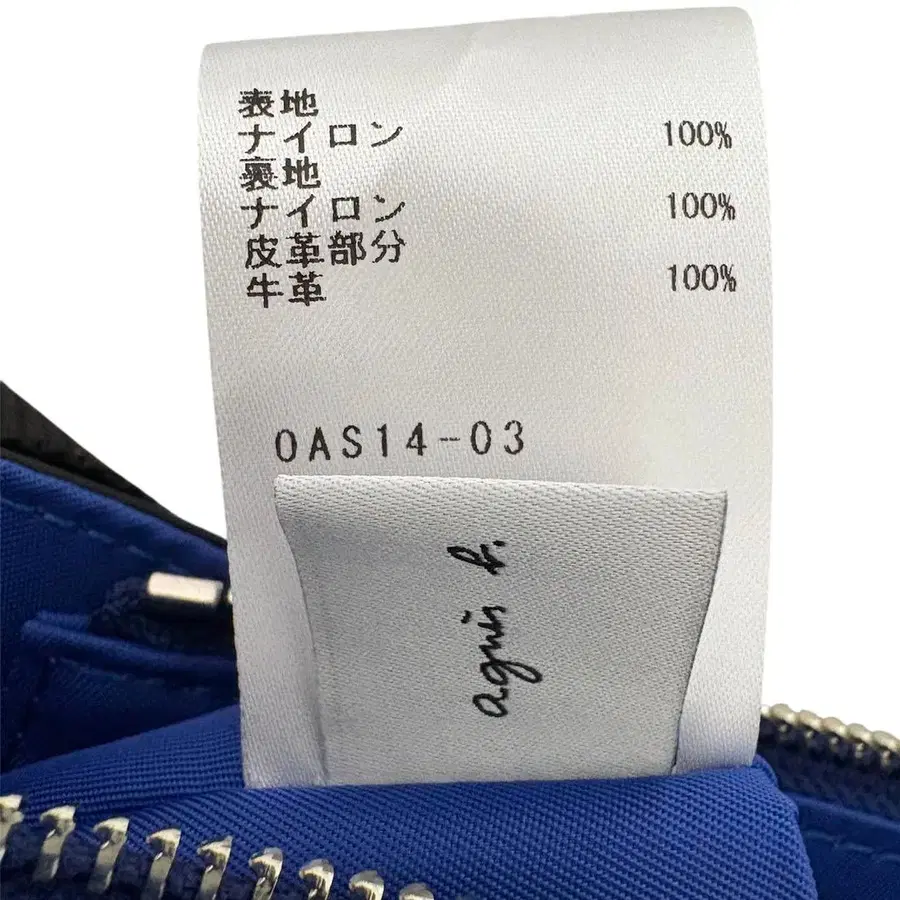 表地
ナイロン 100%
裏地
ナイロン 100%
皮革部分
牛革 100%
OAS14-03
agnès b.